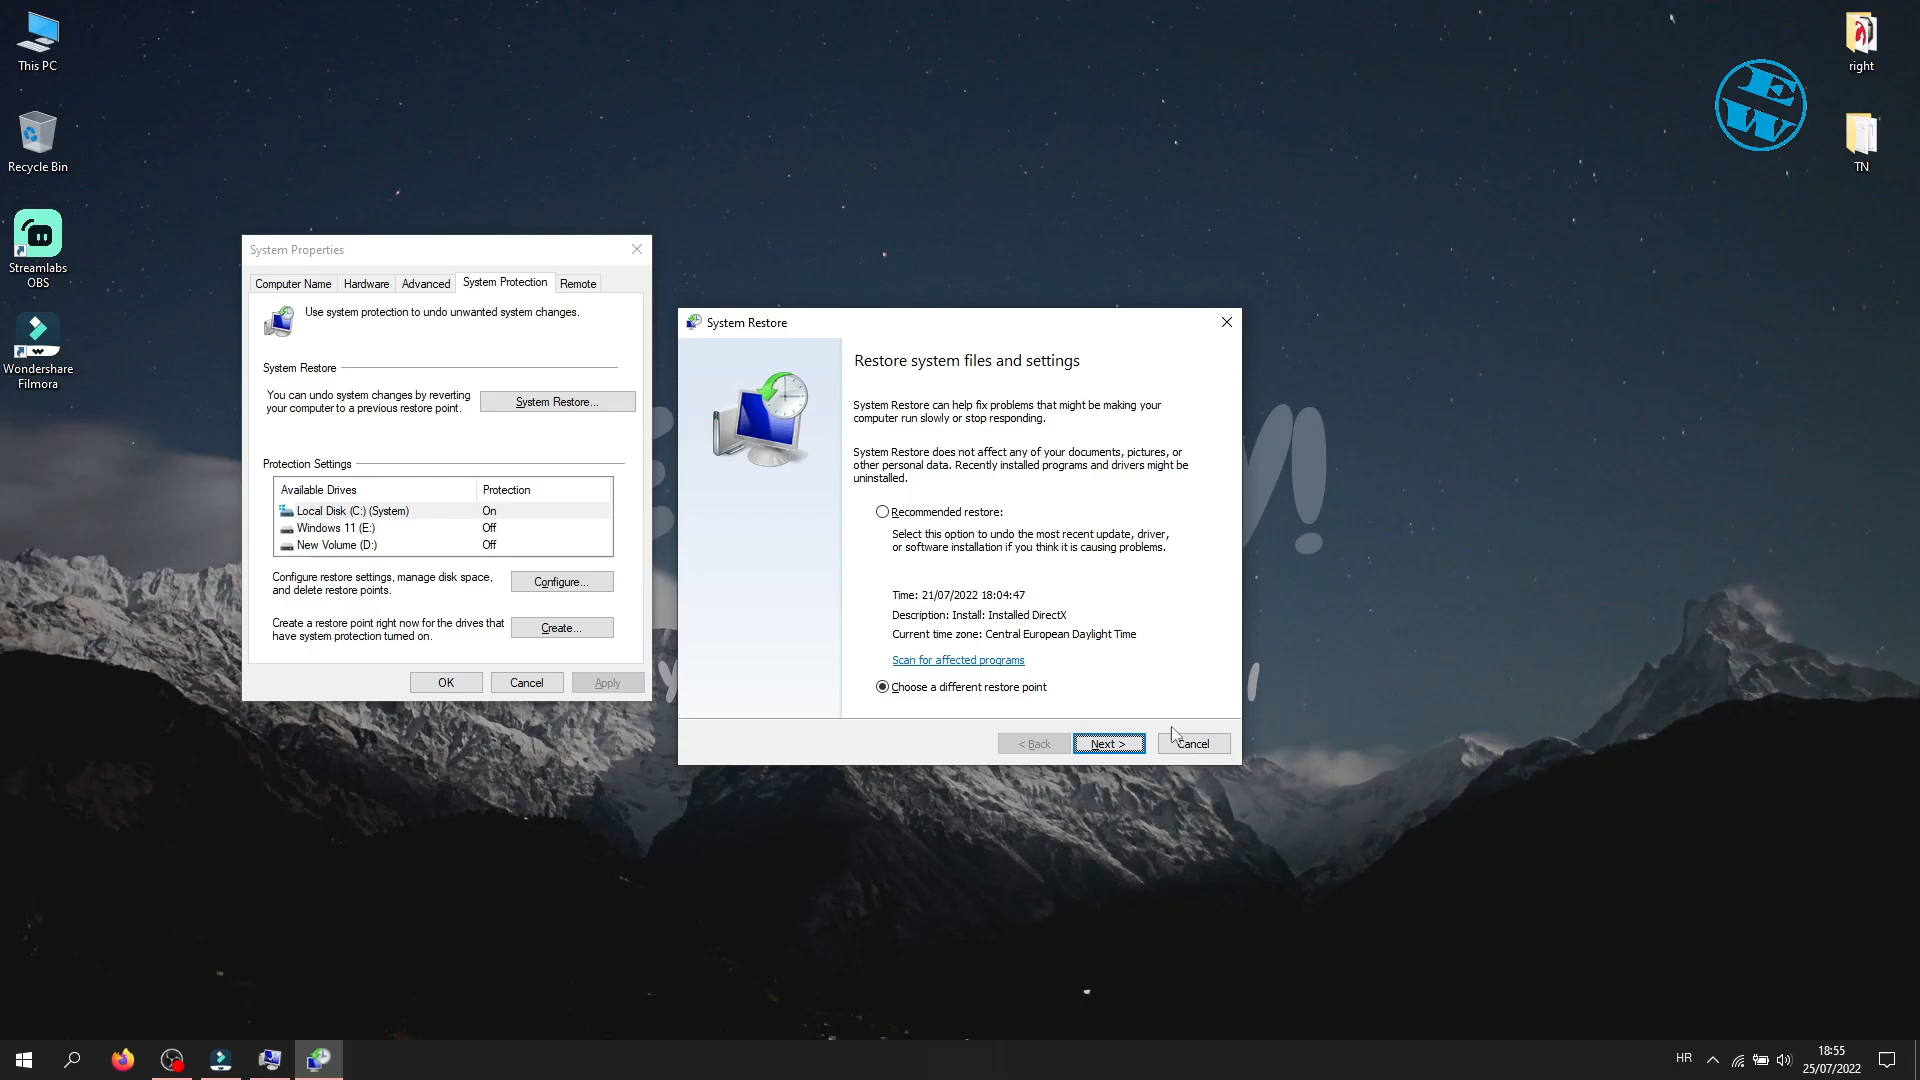 This PC
Recycle Bin
Streamlabs
OBS
Wondershare
Filmora
right
TN
EW
System Properties
Computer Name
Hardware
Advanced
System Protection
Remote
Use system protection to undo unwanted system changes.
System Restore
You can undo system changes by reverting
your computer to a previous restore point.
System Restore...
Protection Settings
Available Drives
Protection
Local Disk (C:) (System)
On
Windows 11 (E:)
Off
New Volume (D:)
Off
Configure restore settings, manage disk space,
and delete restore points.
Configure...
Create a restore point right now for the drives that
have system protection turned on.
Create...
OK
Cancel
Apply
System Restore
Restore system files and settings
System Restore can help fix problems that might be making your
computer run slowly or stop responding.
System Restore does not affect any of your documents, pictures, or
other personal data. Recently installed programs and drivers might be
uninstalled.
Recommended restore:
Select this option to undo the most recent update, driver,
or software installation if you think it is causing problems.
Time: 21/07/2022 18:04:47
Description: Install: Installed DirectX
Current time zone: Central European Daylight Time
Scan for affected programs
Choose a different restore point
< Back
Next >
Cancel
HR
18:55
25/07/2022